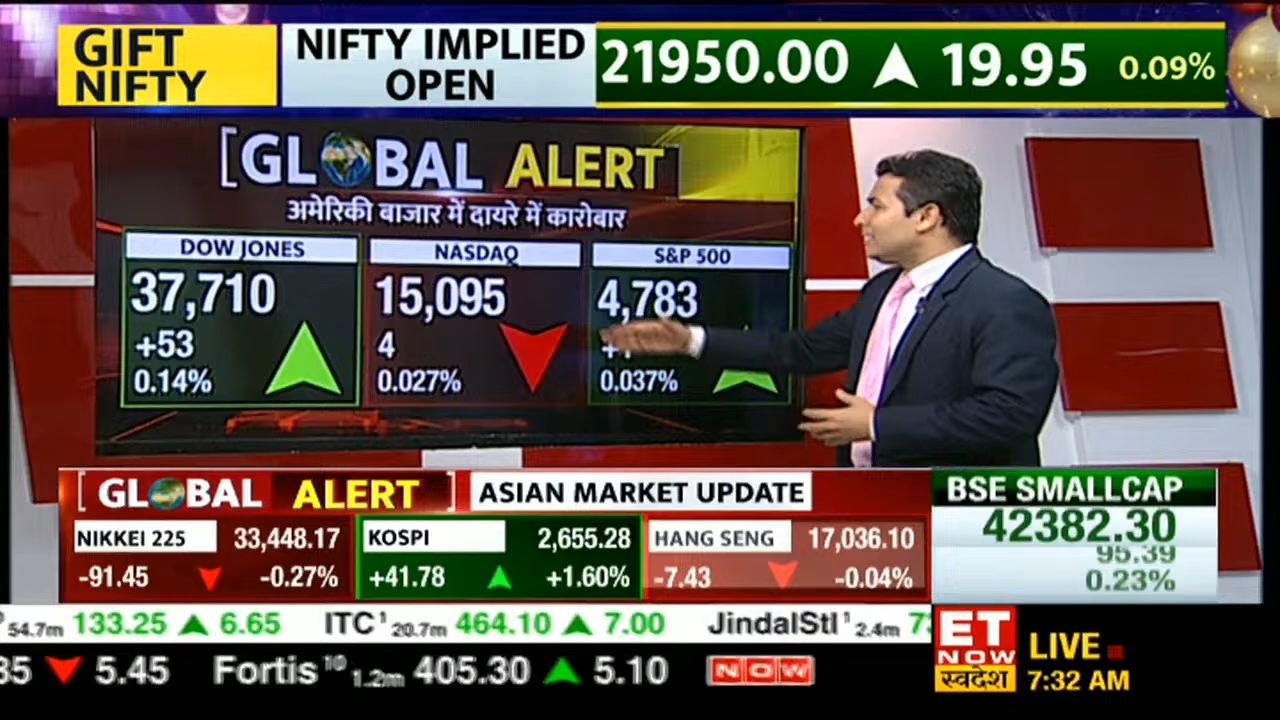 GIFT
NIFTY
NIFTY IMPLIED
OPEN
21950.00 ▲ 19.95 0.09%
[GLOBAL ALERT]
अमेरिकी बाजार में दायरे में कारोबार
DOW JONES
37,710
+53
0.14%
NASDAQ
15,095
4
0.027%
S&P 500
4,783
0.037%
[GLOBAL ALERT]
ASIAN MARKET UPDATE
NIKKEI 225 33,448.17
-91.45 ▼ -0.27%
KOSPI 2,655.28
+41.78 ▲ +1.60%
HANG SENG 17,036.10
-7.43 ▼ -0.04%
BSE SMALLCAP
42382.30
95.39
0.23%
54.7m 133.25 ▲ 6.65 ITC¹ 20.7m 464.10 ▲ 7.00 JindalStl¹ 2.4m
35 ▼ 5.45 Fortis¹⁰ 1.2m 405.30 ▲ 5.10 NOW
ET
NOW
स्वदेश
LIVE
7:32 AM